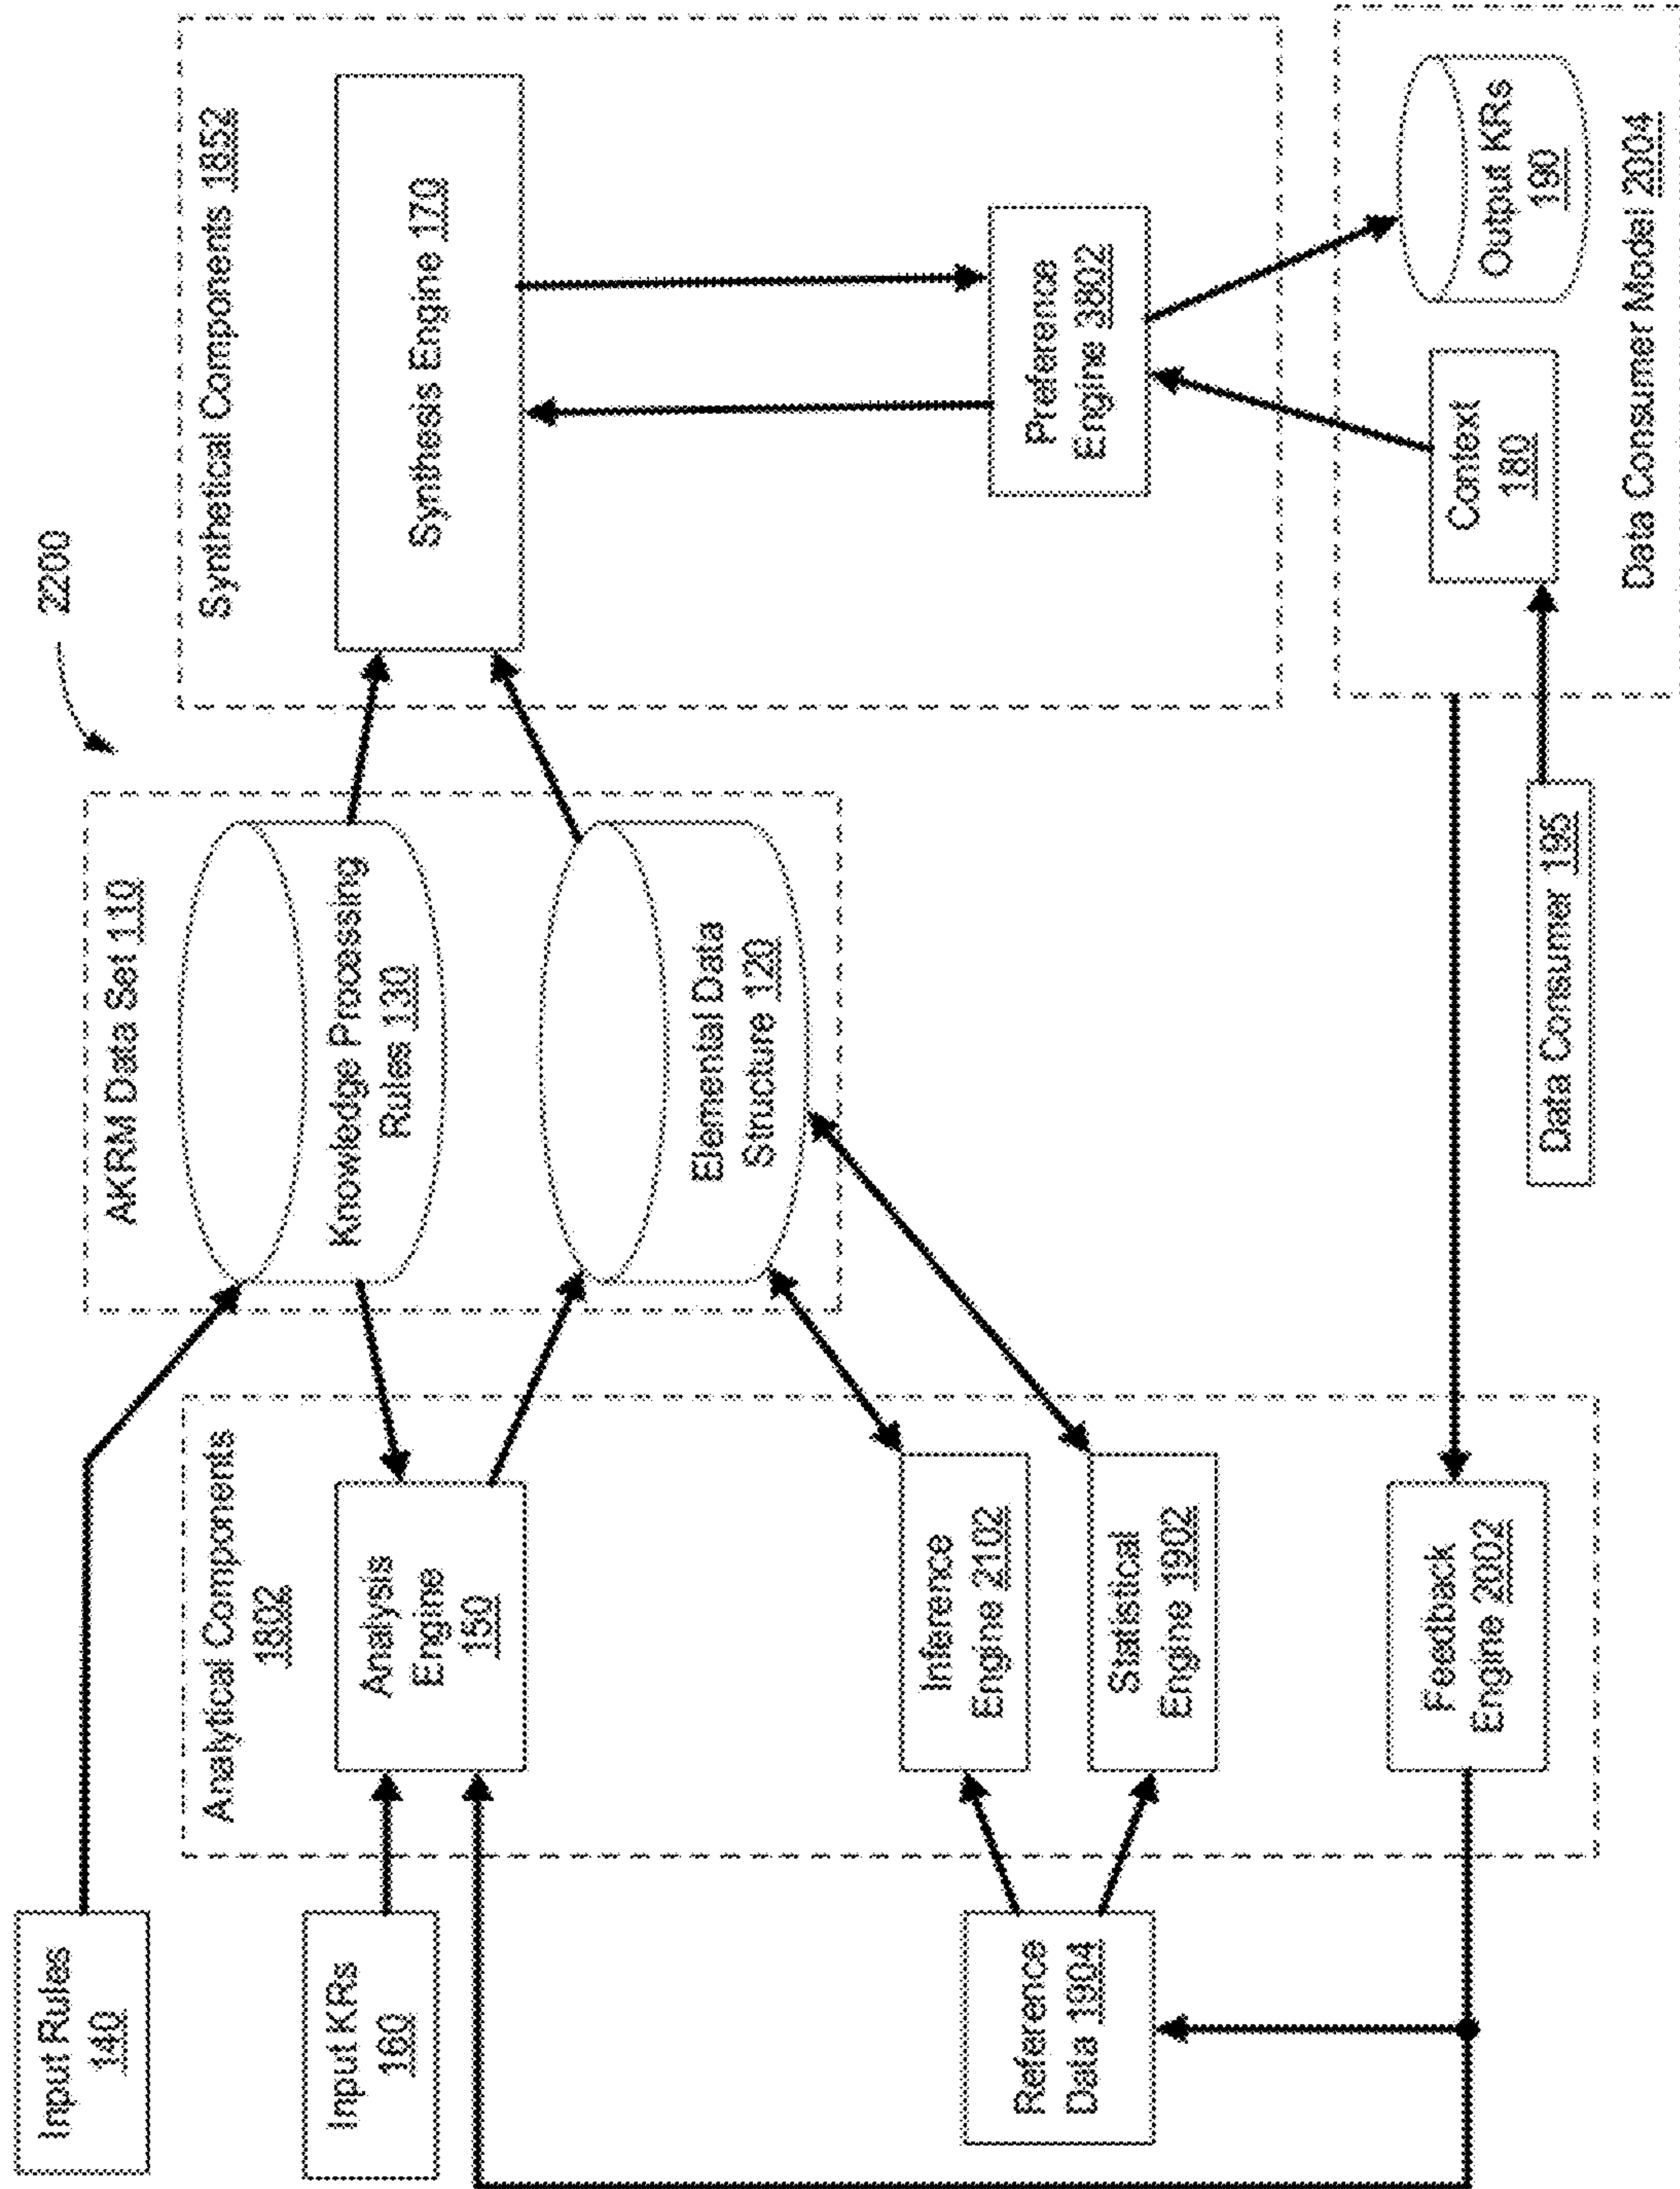 2200
Input Rules
140
Input KRs
160
Reference
Data 1904
Analytical Components
1802
Analysis
Engine
150
Inference
Engine 2102
Statistical
Engine 1902
Feedback
Engine 2002
AKRM Data Set 110
Knowledge Processing
Rules 130
Elemental Data
Structure 120
Data Consumer 195
Synthetical Components 1852
Synthesis Engine 170
Preference
Engine 3802
Context
180
Output KRs
190
Data Consumer Model 2004